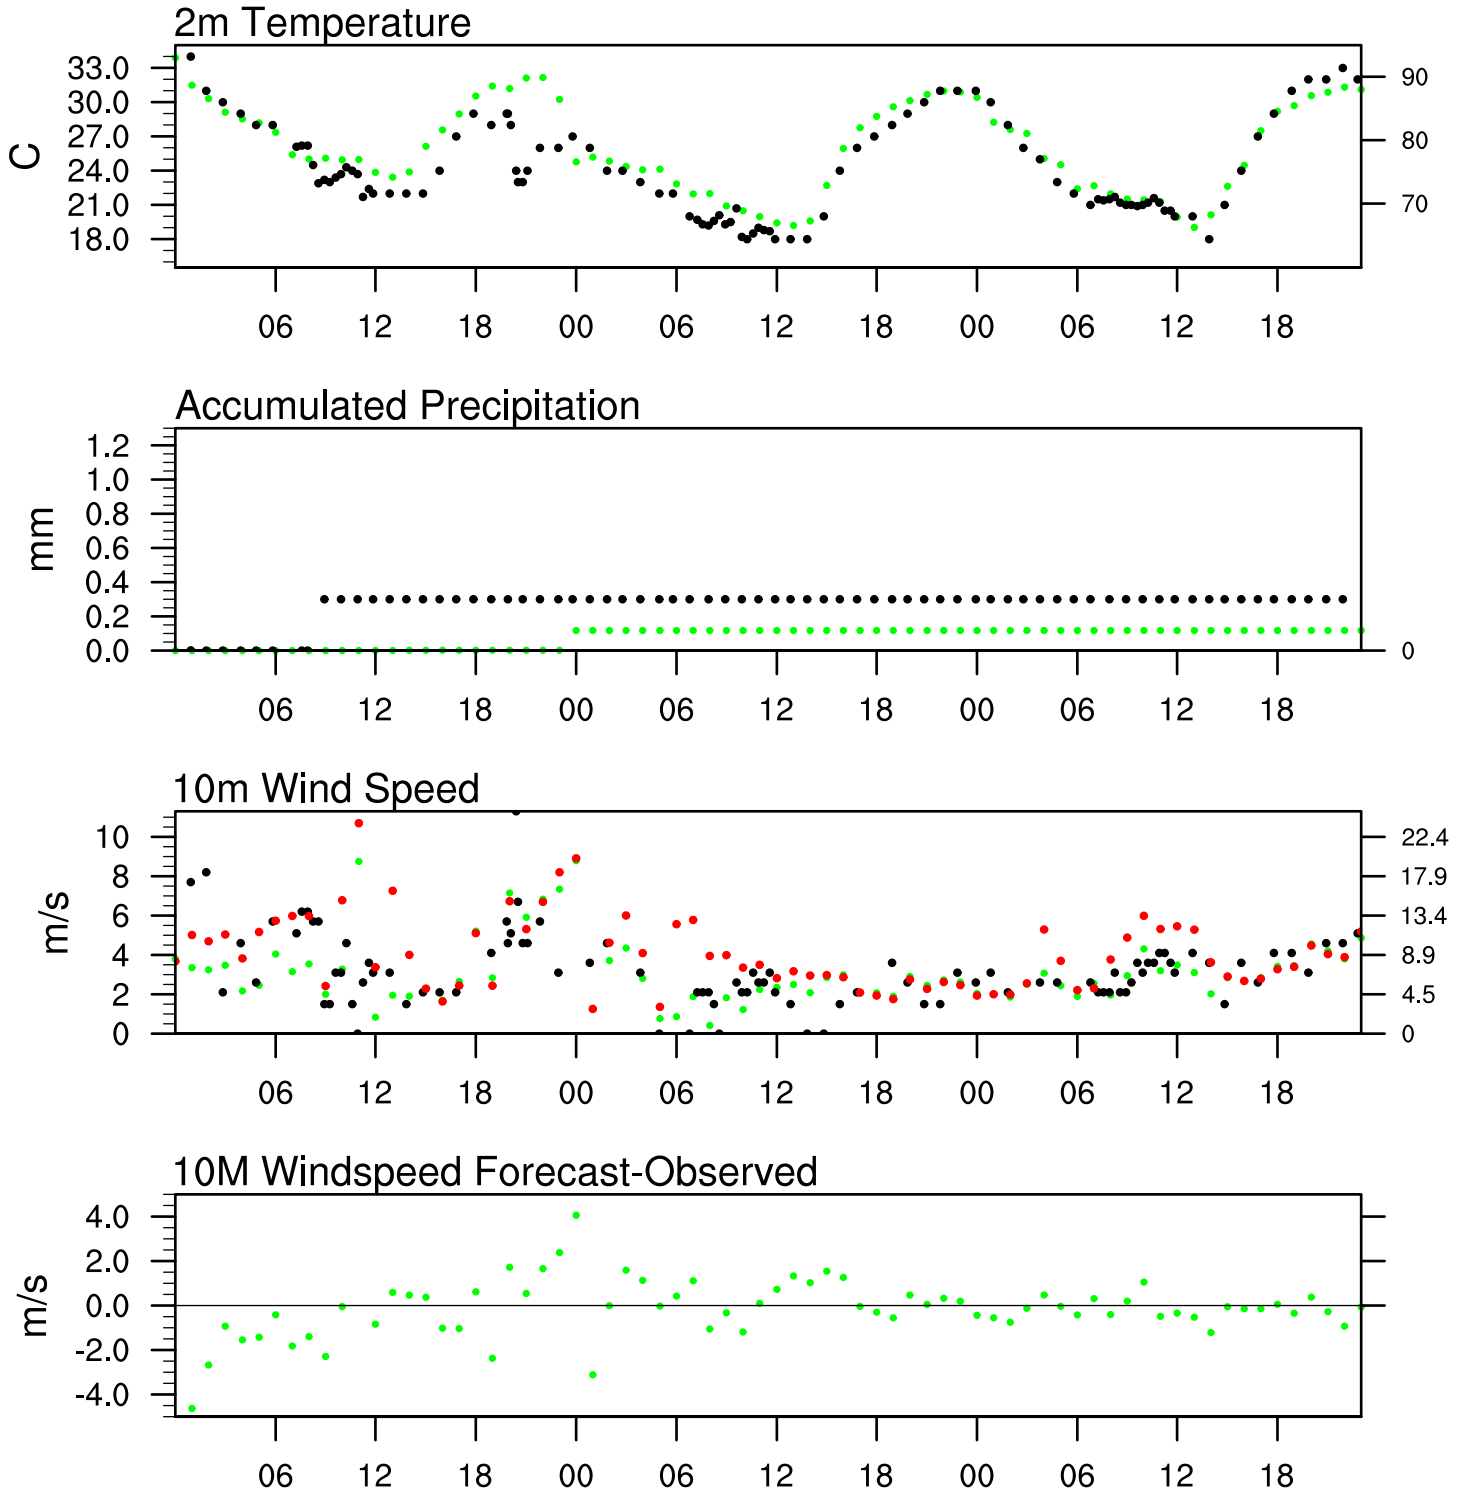 2m Temperature
33.0
30.0
27.0
24.0
21.0
18.0
C
90
80
70
06 12 18 00 06 12 18 00 06 12 18
Accumulated Precipitation
1.2
1.0
0.8
0.6
0.4
0.2
0.0
mm
0
06 12 18 00 06 12 18 00 06 12 18
10m Wind Speed
10
8
6
4
2
0
m/s
22.4
17.9
13.4
8.9
4.5
0
06 12 18 00 06 12 18 00 06 12 18
10M Windspeed Forecast-Observed
4.0
2.0
0.0
-2.0
-4.0
m/s
06 12 18 00 06 12 18 00 06 12 18